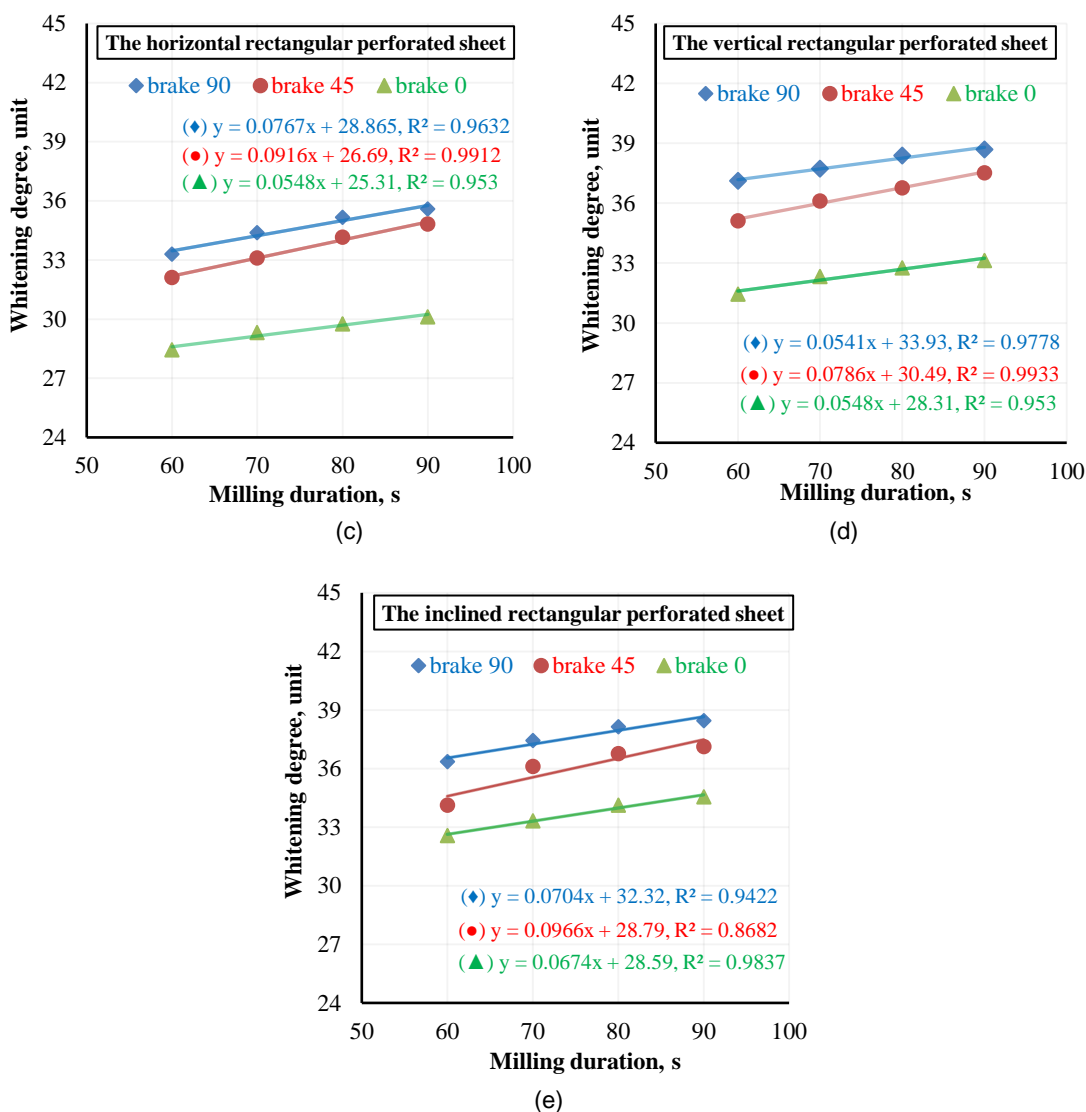 The horizontal rectangular perforated sheet
brake 90 brake 45 brake 0
(♦) y = 0.0767x + 28.865, R² = 0.9632
(●) y = 0.0916x + 26.69, R² = 0.9912
(▲) y = 0.0548x + 25.31, R² = 0.953
Whitening degree, unit
45
42
39
36
33
30
27
24
50 60 70 80 90 100
Milling duration, s
(c)
The vertical rectangular perforated sheet
brake 90 brake 45 brake 0
(♦) y = 0.0541x + 33.93, R² = 0.9778
(●) y = 0.0786x + 30.49, R² = 0.9933
(▲) y = 0.0548x + 28.31, R² = 0.953
Whitening degree, unit
45
42
39
36
33
30
27
24
50 60 70 80 90 100
Milling duration, s
(d)
The inclined rectangular perforated sheet
brake 90 brake 45 brake 0
(♦) y = 0.0704x + 32.32, R² = 0.9422
(●) y = 0.0966x + 28.79, R² = 0.8682
(▲) y = 0.0674x + 28.59, R² = 0.9837
Whitening degree, unit
45
42
39
36
33
30
27
24
50 60 70 80 90 100
Milling duration, s
(e)